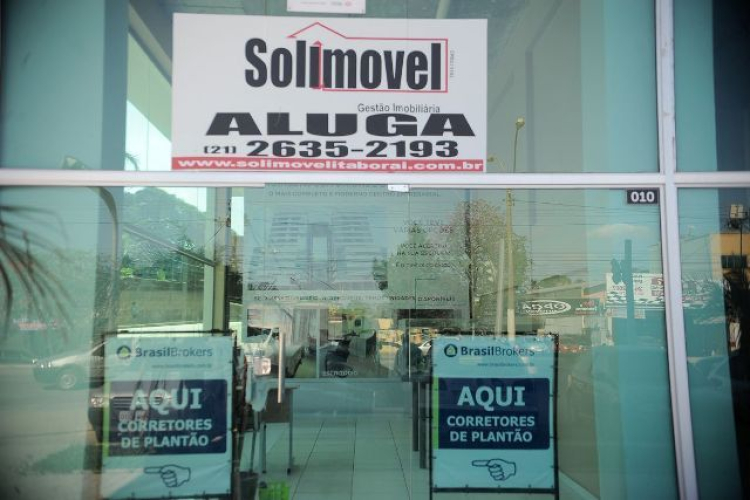 Solimovel
Gestão Imobiliária
ALUGA
(21) 2635-2193
www.solimovelitaborai.com.br
010
BrasilBrokers
AQUI
CORRETORES
DE PLANTÃO
BrasilBrokers
AQUI
CORRETORES
DE PLANTÃO